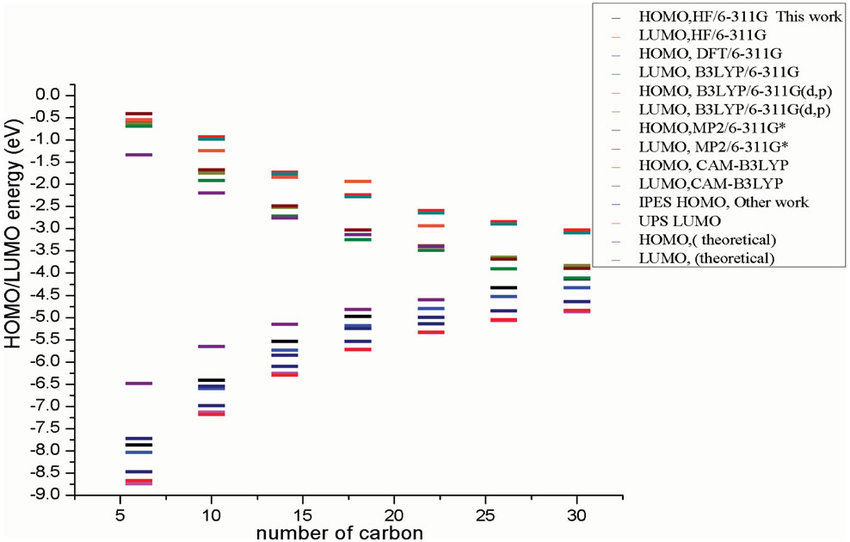 HOMO,HF/6-311G This work
LUMO,HF/6-311G
HOMO, DFT/6-311G
LUMO, B3LYP/6-311G
HOMO, B3LYP/6-311G(d,p)
LUMO, B3LYP/6-311G(d,p)
HOMO,MP2/6-311G*
LUMO, MP2/6-311G*
HOMO, CAM-B3LYP
LUMO,CAM-B3LYP
IPES HOMO, Other work
UPS LUMO
HOMO,( theoretical)
LUMO, (theoretical)
HOMO/LUMO energy (eV)
0.0
-0.5
-1.0
-1.5
-2.0
-2.5
-3.0
-3.5
-4.0
-4.5
-5.0
-5.5
-6.0
-6.5
-7.0
-7.5
-8.0
-8.5
-9.0
5 10 15 20 25 30
number of carbon